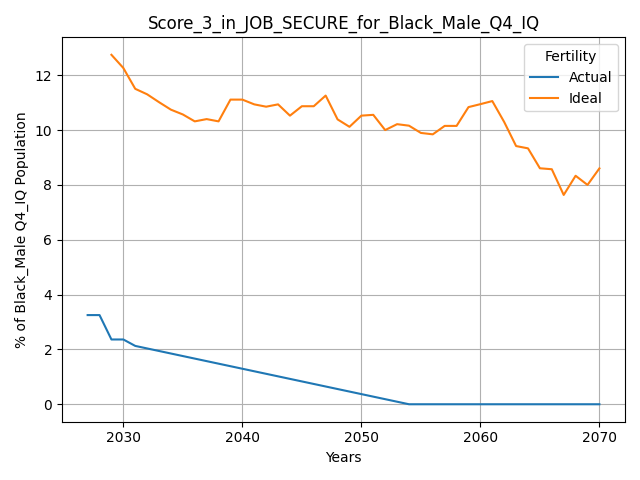 Score_3_in_JOB_SECURE_for_Black_Male_Q4_IQ
% of Black_Male Q4_IQ Population
12
10
8
6
4
2
0
Fertility
Actual
Ideal
2030
2040
2050
2060
2070
Years